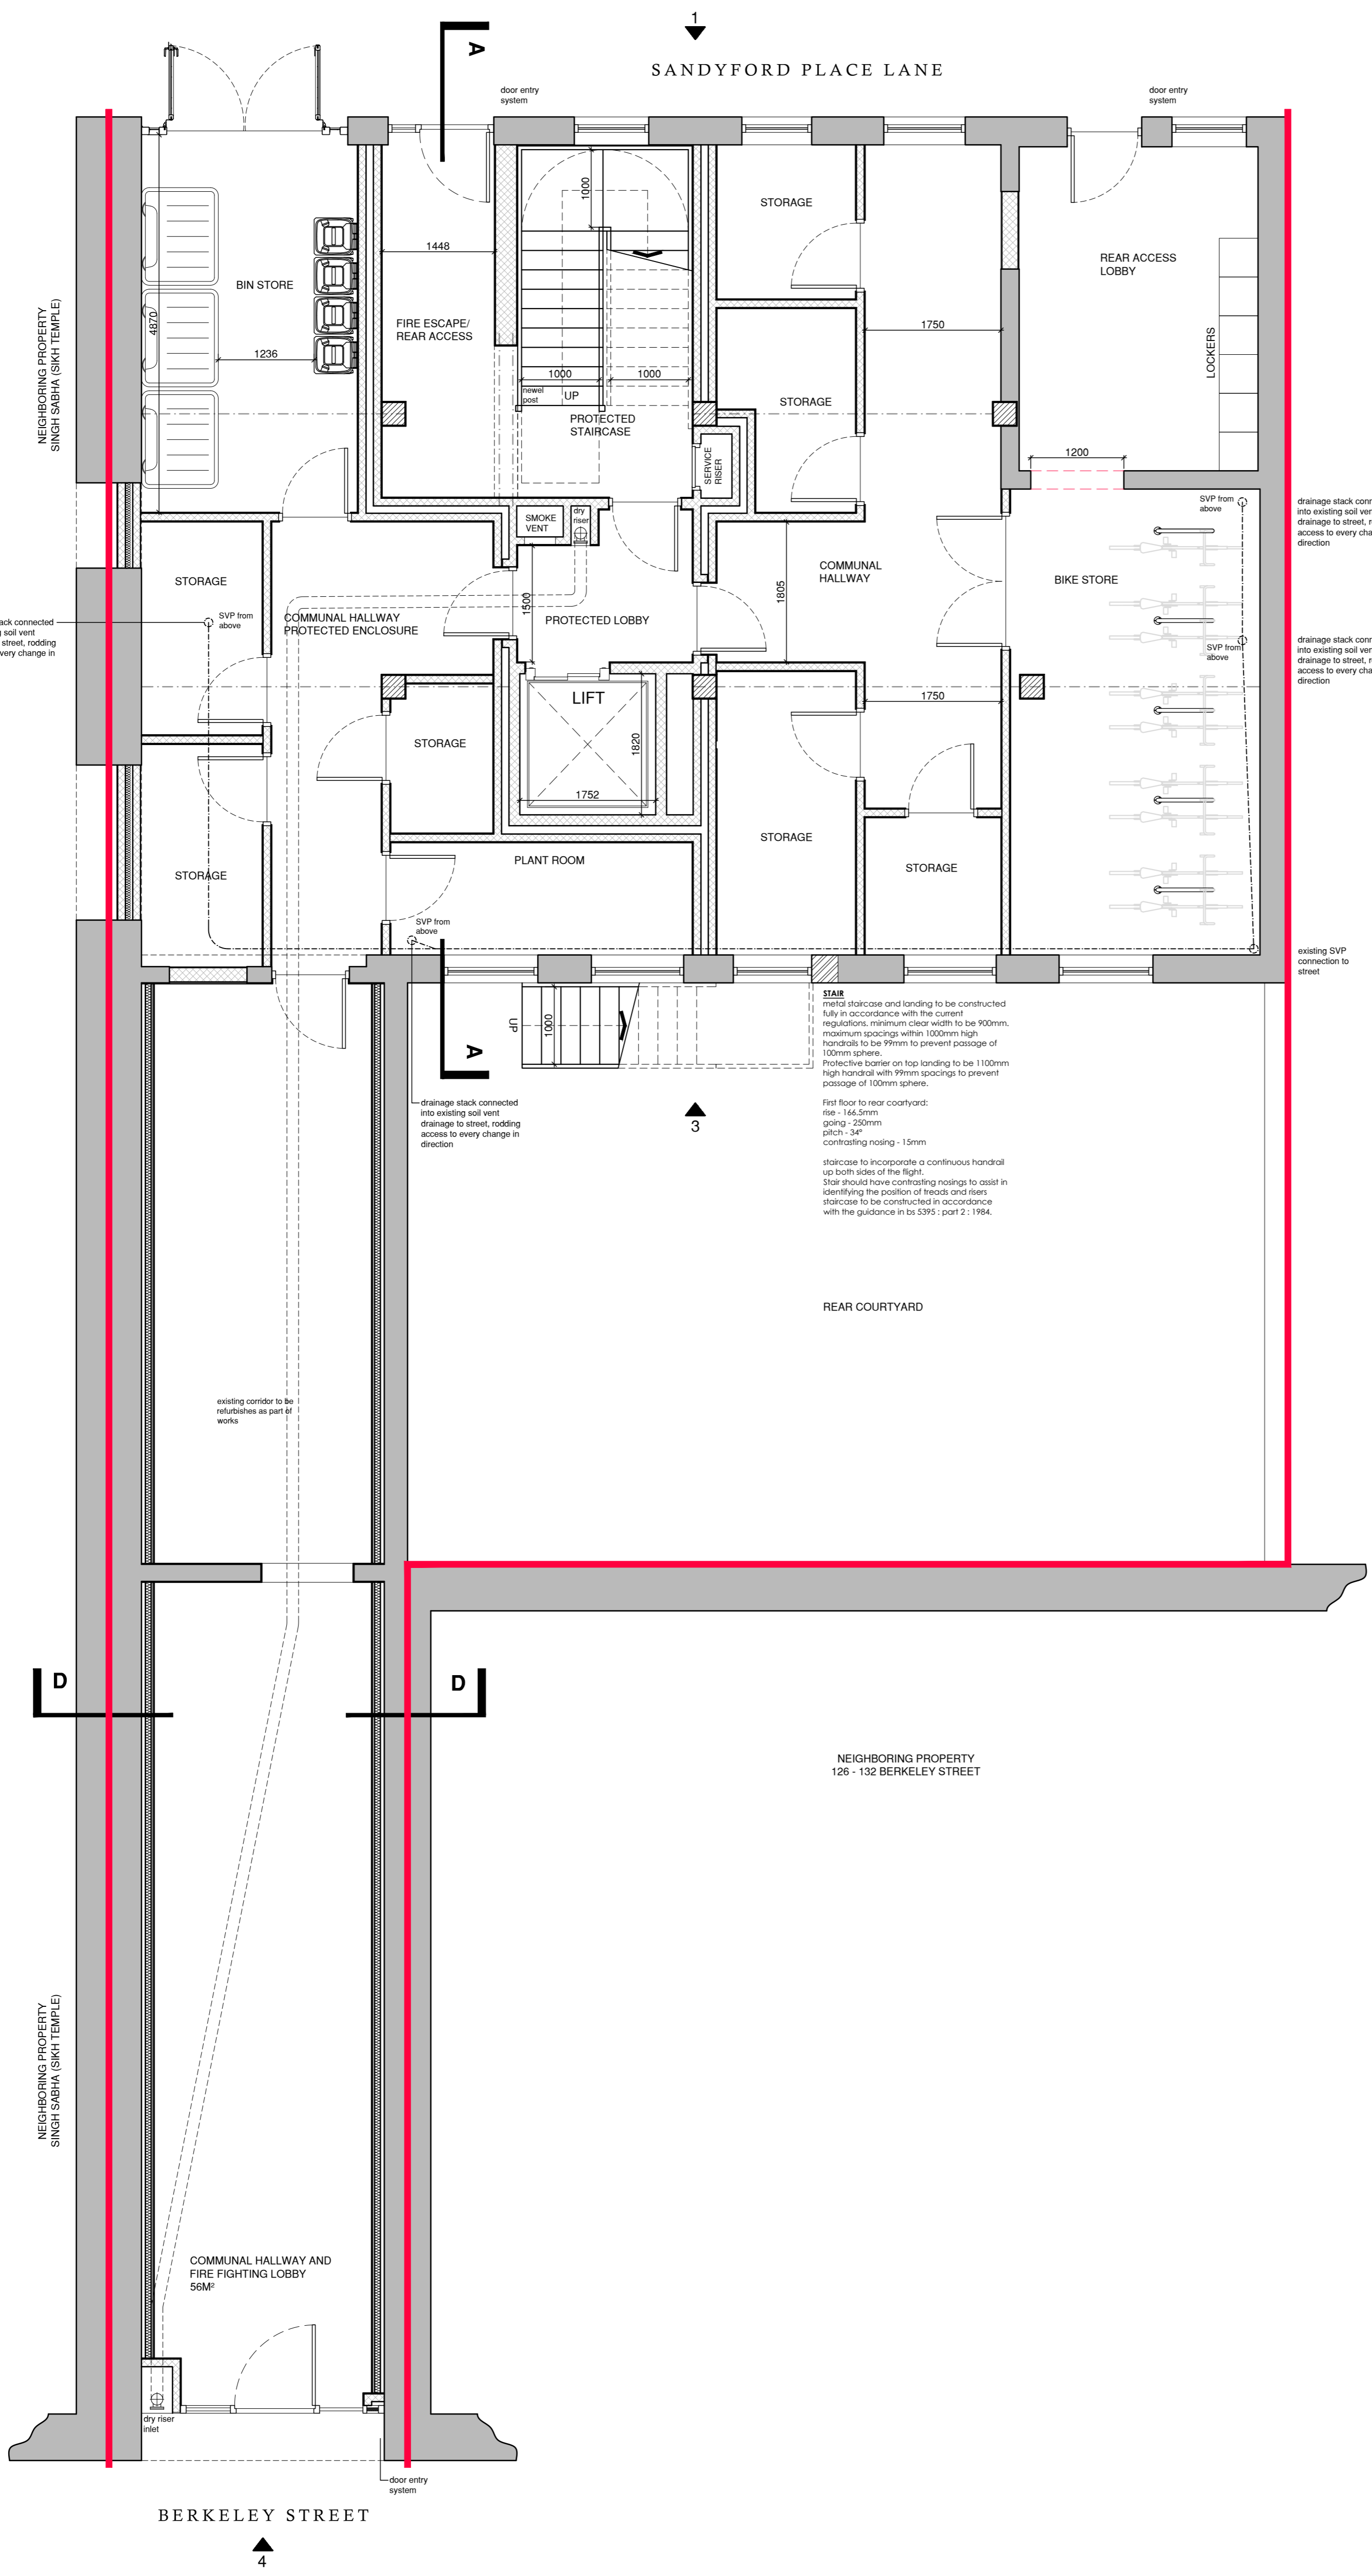 1
A
SANDYFORD PLACE LANE
door entry
system
door entry
system
NEIGHBORING PROPERTY
SINGH SABHA (SIKH TEMPLE)
BIN STORE
4870
1236
1448
FIRE ESCAPE/
REAR ACCESS
1000
1000
1000
newel
post
UP
PROTECTED
STAIRCASE
STORAGE
STORAGE
1750
REAR ACCESS
LOBBY
LOCKERS
1200
SERVICE
RISER
SMOKE
VENT
dry
riser
STORAGE
SVP from
above
COMMUNAL HALLWAY
PROTECTED ENCLOSURE
1500
PROTECTED LOBBY
1805
COMMUNAL
HALLWAY
BIKE STORE
SVP from
above
SVP from
above
drainage stack
into existing soil
drainage to street,
access to every
direction
drainage stack
into existing soil
drainage to street,
access to every
direction
connected
soil vent
street, rodding
change in
LIFT
1820
1752
STORAGE
STORAGE
PLANT ROOM
SVP from
above
1750
STORAGE
STORAGE
existing SVP
connection to
street
UP
1000
A
3
drainage stack connected
into existing soil vent
drainage to street, rodding
access to every change in
direction
STAIR
metal staircase and landing to be constructed
fully in accordance with the current
regulations. minimum clear width to be 900mm.
maximum spacings within 1000mm high
handrails to be 99mm to prevent passage of
100mm sphere.
Protective barrier on top landing to be 1100mm
high handrail with 99mm spacings to prevent
passage of 100mm sphere.
First floor to rear coartyard:
rise - 166.5mm
going - 250mm
pitch - 34°
contrasting nosing - 15mm
staircase to incorporate a continuous handrail
up both sides of the flight.
Stair should have contrasting nosings to assist in
identifying the position of treads and risers
staircase to be constructed in accordance
with the guidance in bs 5395 : part 2 : 1984.
REAR COURTYARD
existing corridor to be
refurbishes as part of
works
D
D
NEIGHBORING PROPERTY
126 - 132 BERKELEY STREET
NEIGHBORING PROPERTY
SINGH SABHA (SIKH TEMPLE)
COMMUNAL HALLWAY AND
FIRE FIGHTING LOBBY
56M²
dry riser
inlet
door entry
system
BERKELEY STREET
4